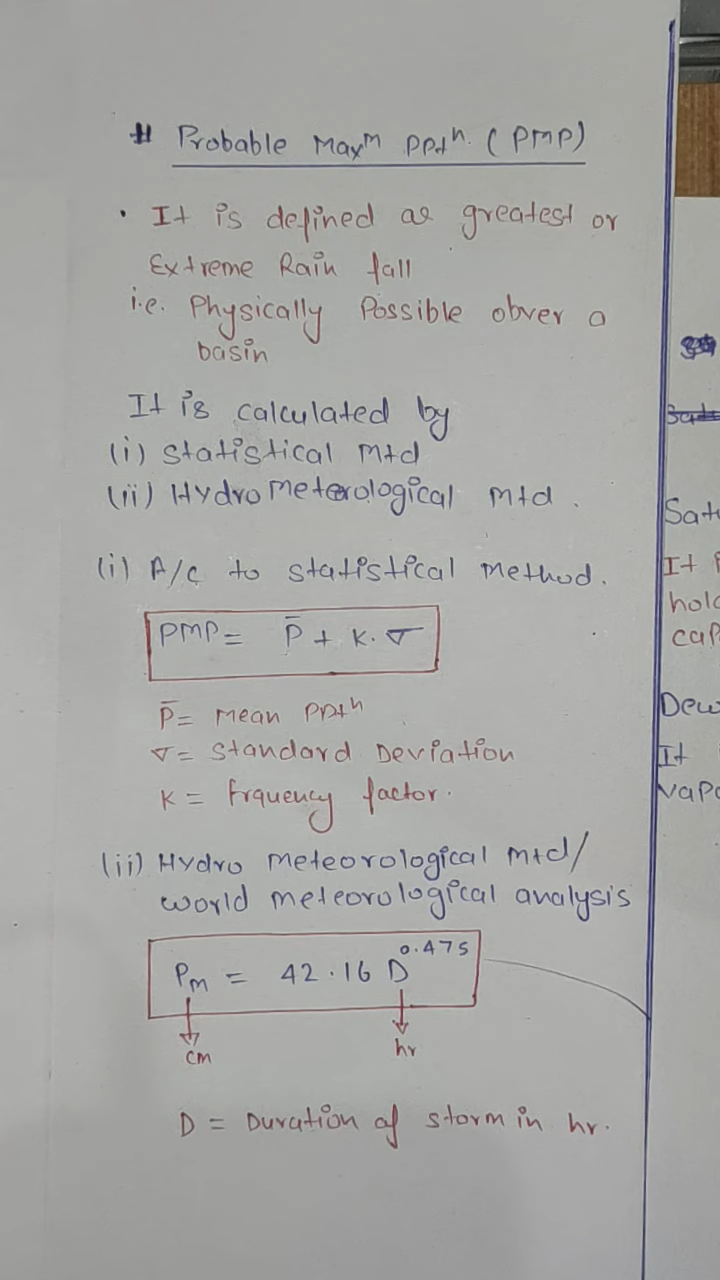 # Probable Maxᵐ PPtʰ. (PMP)
• It is defined as greatest or
Extreme Rain fall
i.e. Physically Possible obver a
basin
It is calculated by
(i) Statistical Mtd
(ii) Hydro Meterological Mtd.
(i) A/c to statistical Method.
PMP = P̄ + K.σ
P̄ = Mean PPtʰ
σ = Standard Deviation
K = frquency factor.
(ii) Hydro Meteorological Mtd/
world meteorological analysis
Pₘ = 42.16 D^0.475
cm hr
D = Duration of storm in hr.
Sat
It
hol
cap
Dew
It
vap